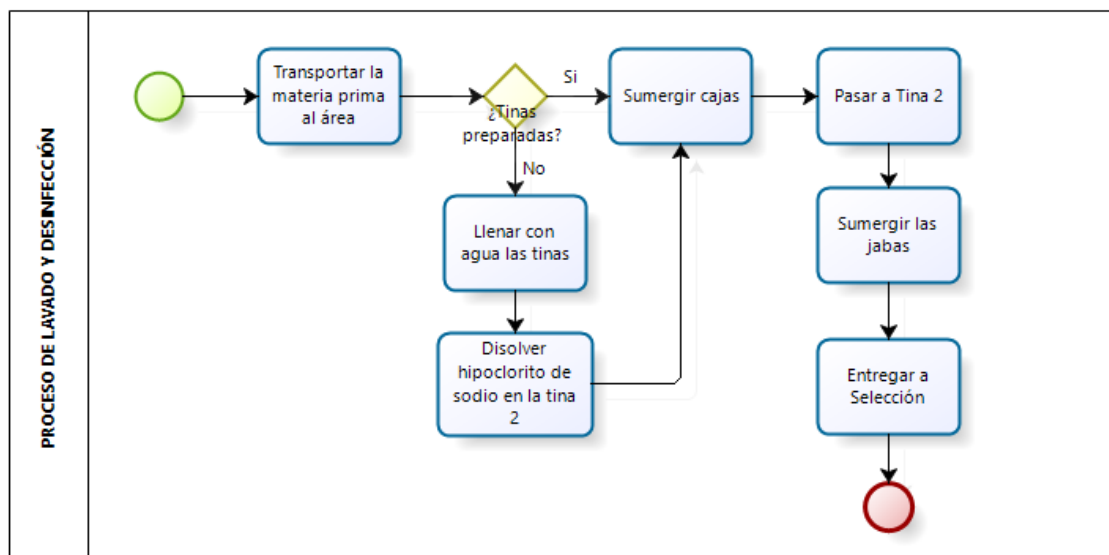 PROCESO DE LAVADO Y DESINFECCIÓN
Transportar la
materia prima
al área
¿Tinas
preparadas?
Si
No
Sumergir cajas
Pasar a Tina 2
Llenar con
agua las tinas
Disolver
hipoclorito de
sodio en la tina
2
Sumergir las
jabas
Entregar a
Selección